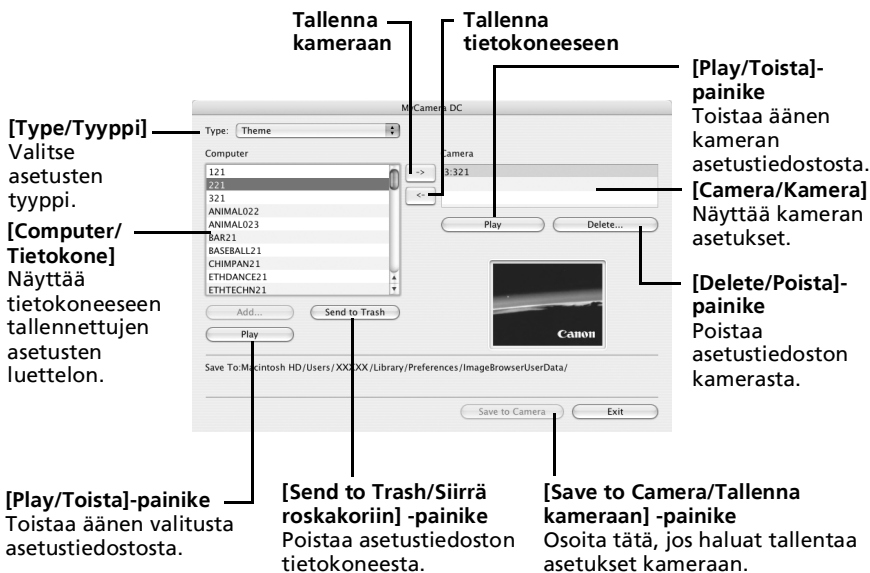 Tallenna
kameraan
Tallenna
tietokoneeseen
[Play/Toista]-
painike
Toistaa äänen
kameran
asetustiedostosta.
[Type/Tyyppi]
Valitse
asetusten
tyyppi.
[Camera/Kamera]
Näyttää kameran
asetukset.
[Computer/
Tietokone]
Näyttää
tietokoneeseen
tallennettujen
asetusten
luettelon.
[Delete/Poista]-
painike
Poistaa
asetustiedoston
kamerasta.
MyCamera DC
Type: Theme
Computer
Camera
121
221
321
ANIMAL022
ANIMAL023
BAR21
BASEBALL21
CHIMPAN21
ETHDANCE21
ETHTECHN21
->
<-
3:321
Play
Delete...
Canon
Add...
Send to Trash
Play
Save To:Macintosh HD/Users/XXXXX/Library/Preferences/ImageBrowserUserData/
Save to Camera
Exit
[Play/Toista]-painike
Toistaa äänen valitusta
asetustiedostosta.
[Send to Trash/Siirrä
roskakoriin] -painike
Poistaa asetustiedoston
tietokoneesta.
[Save to Camera/Tallenna
kameraan] -painike
Osoita tätä, jos haluat tallentaa
asetukset kameraan.